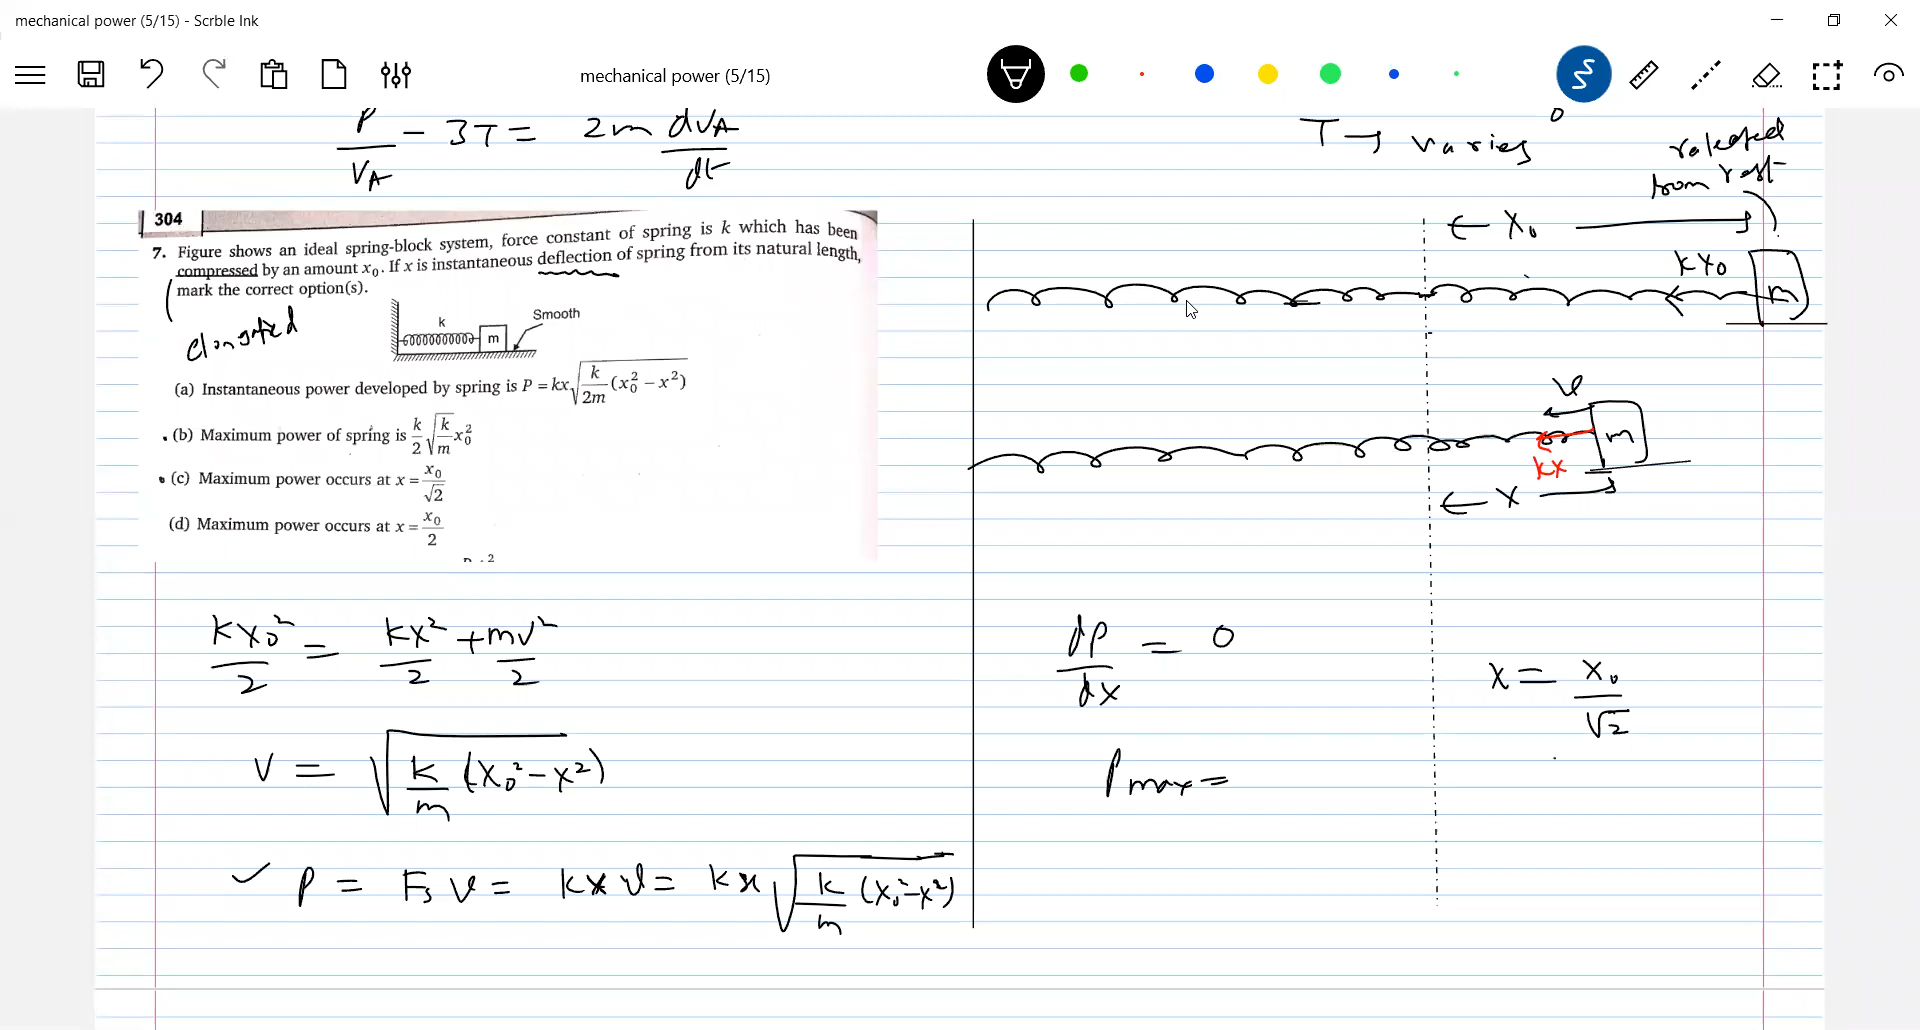 mechanical power (5/15) - Scrble Ink
mechanical power (5/15)
P/V_A - 3T = 2m dV_A/dt
T → varies
0
released
from rest
304
7. Figure shows an ideal spring-block system, force constant of spring is k which has been
compressed by an amount x₀. If x is instantaneous deflection of spring from its natural length,
mark the correct option(s).
elongated
k
m
Smooth
(a) Instantaneous power developed by spring is P = kx√(k/2m (x₀² − x²))
(b) Maximum power of spring is k/2 √(k/m) x₀²
(c) Maximum power occurs at x = x₀/√2
(d) Maximum power occurs at x = x₀/2
x₀
kx₀
m
v
m
kx
x
kx₀²/2 = kx²/2 + mv²/2
v = √(k/m (x₀² − x²))
P = Fs v = kx v = kx √(k/m (x₀² − x²))
dP/dx = 0
x = x₀/√2
Pmax =